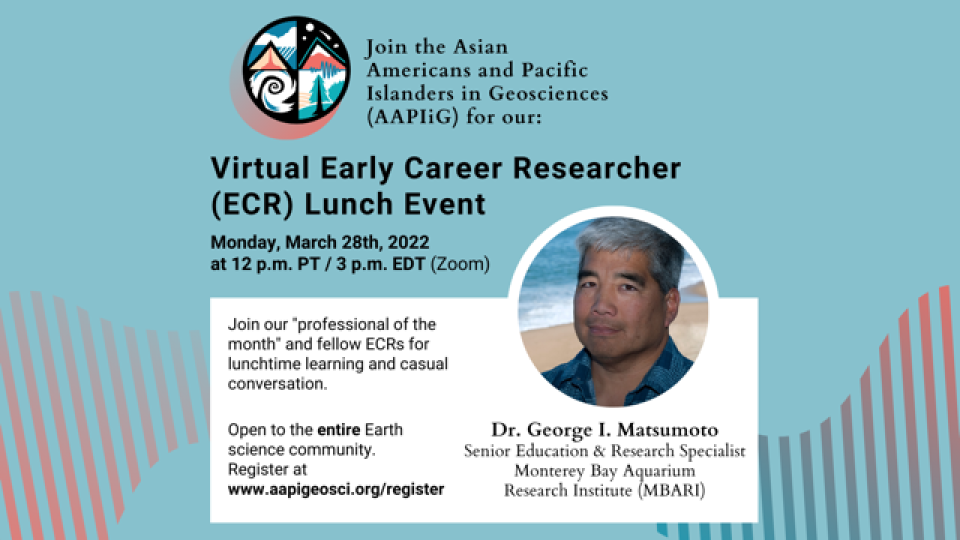 Join the Asian
Americans and Pacific
Islanders in Geosciences
(AAPIiG) for our:
Virtual Early Career Researcher
(ECR) Lunch Event
Monday, March 28th, 2022
at 12 p.m. PT / 3 p.m. EDT (Zoom)
Join our "professional of the
month" and fellow ECRs for
lunchtime learning and casual
conversation.
Open to the entire Earth
science community.
Register at
www.aapigeosci.org/register
Dr. George I. Matsumoto
Senior Education & Research Specialist
Monterey Bay Aquarium
Research Institute (MBARI)